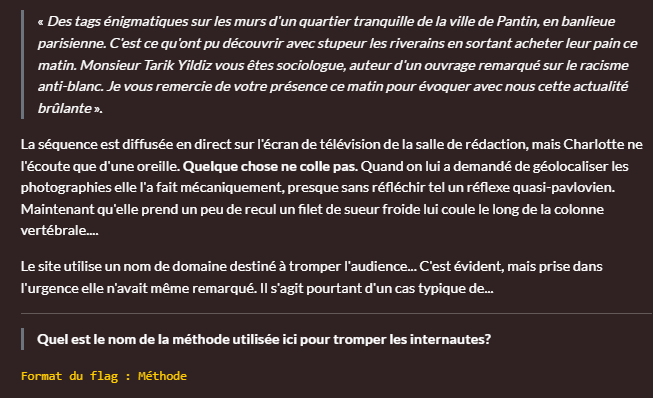 « Des tags énigmatiques sur les murs d'un quartier tranquille de la ville de Pantin, en banlieue
parisienne. C'est ce qu'ont pu découvrir avec stupeur les riverains en sortant acheter leur pain ce
matin. Monsieur Tarik Yildiz vous êtes sociologue, auteur d'un ouvrage remarqué sur le racisme
anti-blanc. Je vous remercie de votre présence ce matin pour évoquer avec nous cette actualité
brûlante ».
La séquence est diffusée en direct sur l'écran de télévision de la salle de rédaction, mais Charlotte ne
l'écoute que d'une oreille. Quelque chose ne colle pas. Quand on lui a demandé de géolocaliser les
photographies elle l'a fait mécaniquement, presque sans réfléchir tel un réflexe quasi-pavlovien.
Maintenant qu'elle prend un peu de recul un filet de sueur froide lui coule le long de la colonne
vertébrale....
Le site utilise un nom de domaine destiné à tromper l'audience... C'est évident, mais prise dans
l'urgence elle n'avait même remarqué. Il s'agit pourtant d'un cas typique de...
Quel est le nom de la méthode utilisée ici pour tromper les internautes?
Format du flag : Méthode